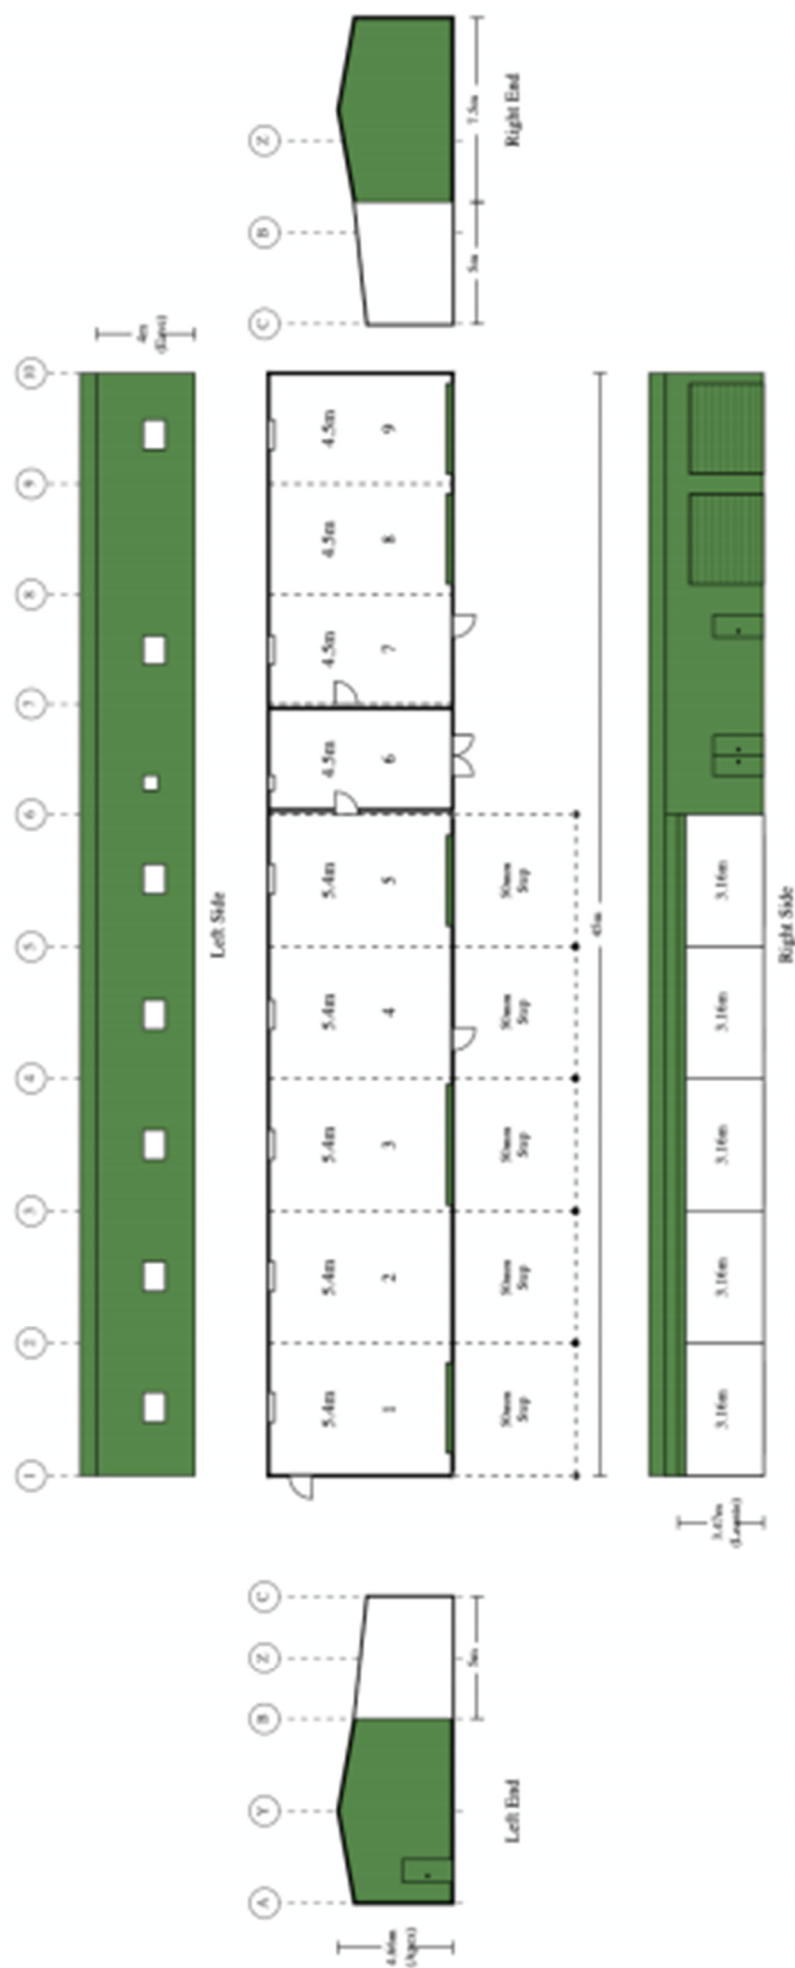 1 2 3 4 5 6 7 8 9 10
4m
(Eaves)
Left Side
A Y B Z C
5m
(Apex)
Left End
5.4m 5.4m 5.4m 5.4m 5.4m 4.5m 4.5m 4.5m 4.5m
1 2 3 4 5 6 7 8 9
45m
C B Z
5m 7.5m
Right End
3.16m 3.16m 3.16m 3.16m 3.16m
(Leanto)
Right Side